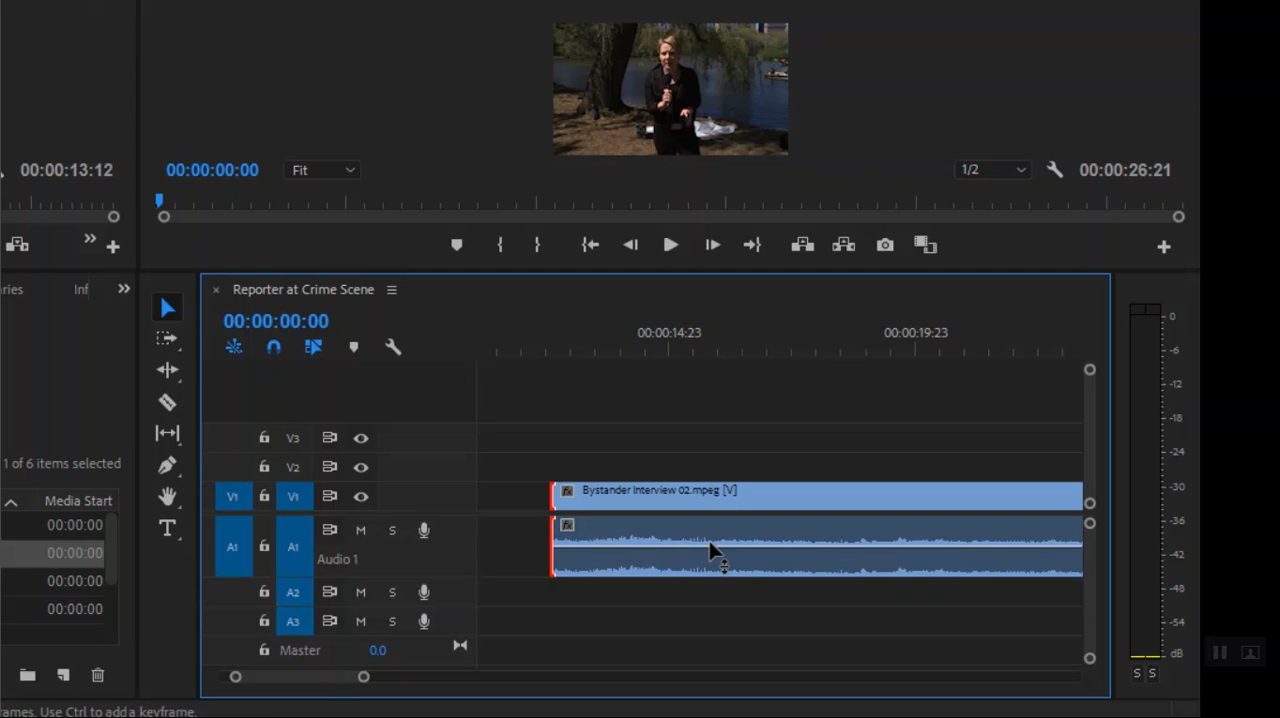 00:00:13:12
00:00:00:00
Fit
1/2
00:00:26:21
ries
Inf
× Reporter at Crime Scene
00:00:00:00
00:00:14:23
00:00:19:23
1 of 6 items selected
Media Start
00:00:00
00:00:00
00:00:00
00:00:00
V3
V2
V1 V1
fx Bystander Interview 02.mpeg [V]
A1 A1 M S
fx
Audio 1
A2 M S
A3 M S
Master 0.0
T
0
-6
-12
-18
-24
-30
-36
-42
-48
-54
dB
S S
rames. Use Ctrl to add a keyframe.